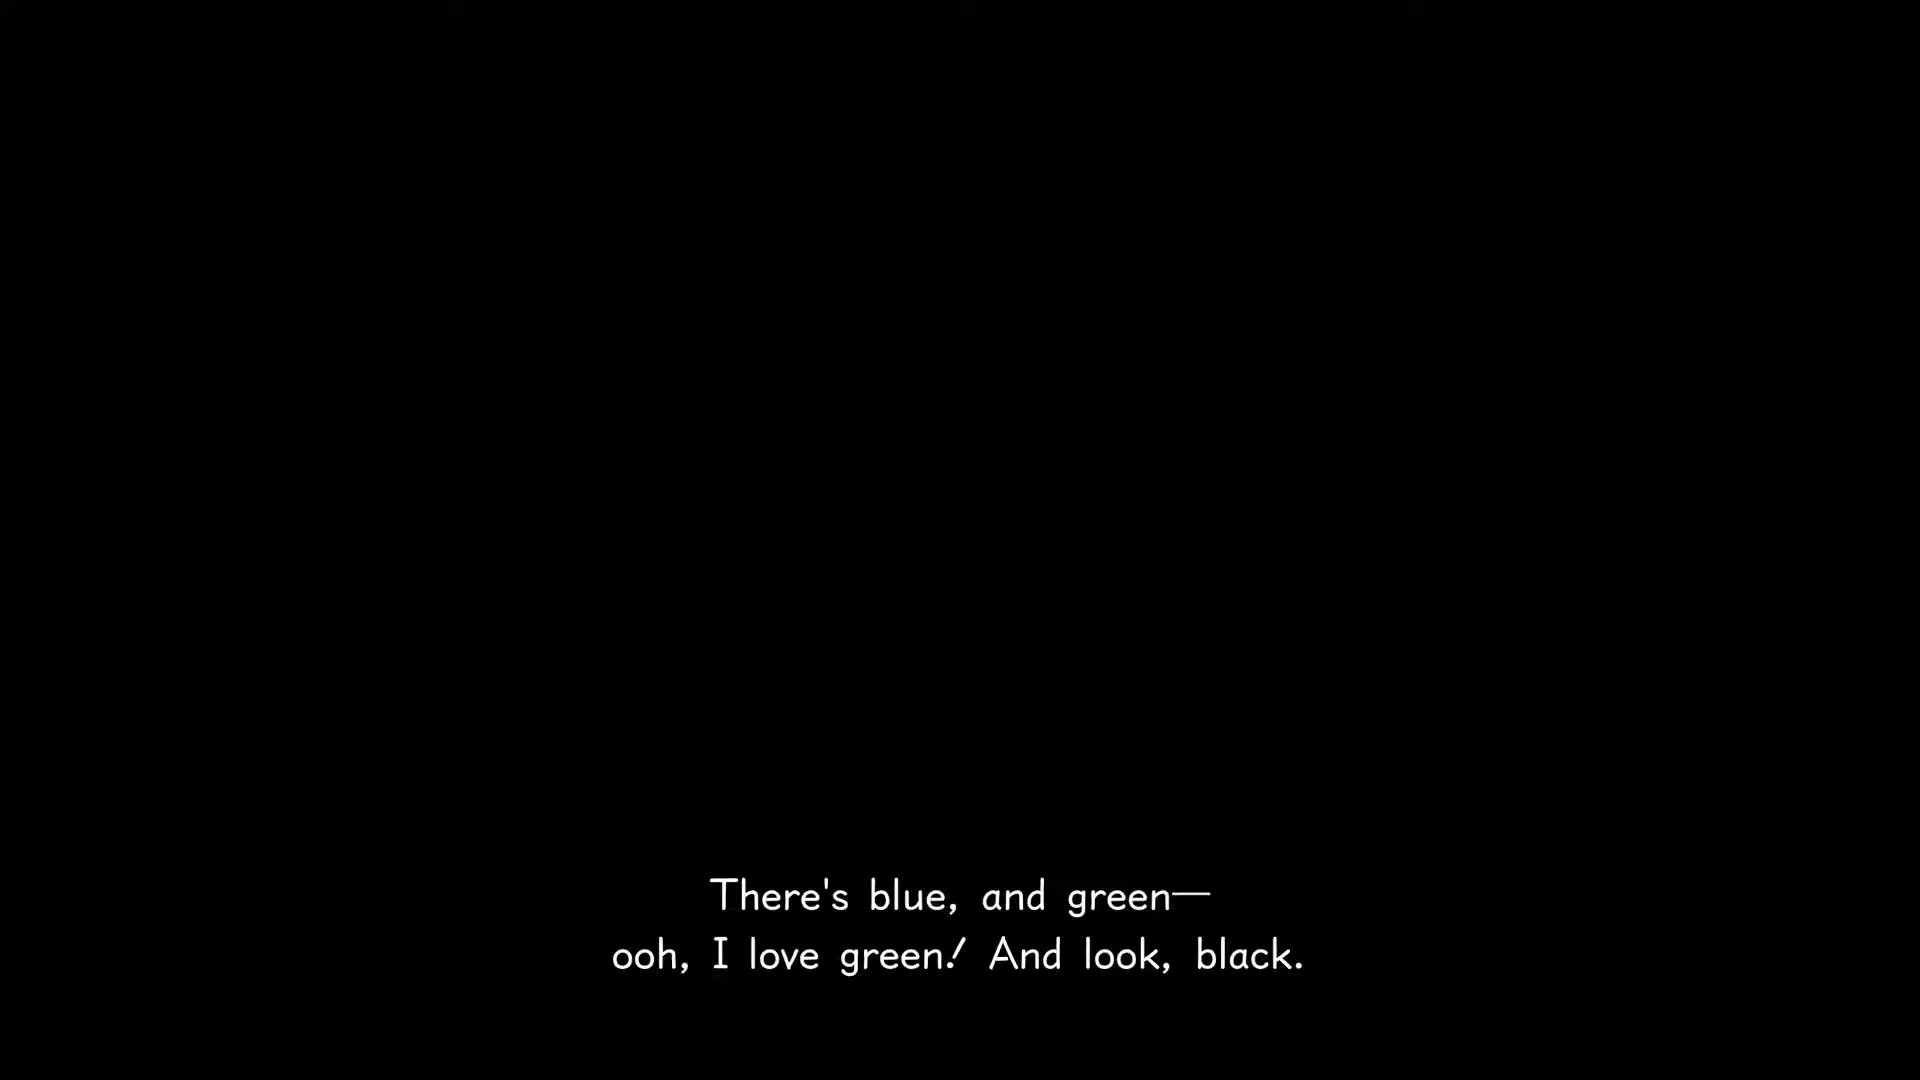 There's blue, and green—
ooh, I love green! And look, black.